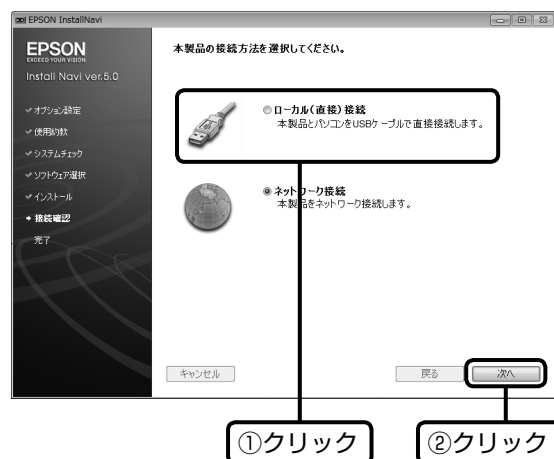 EPSON InstallNavi
EPSON
EXCEED YOUR VISION
Install Navi ver.5.0
オプション設定
使用約款
システムチェック
ソフトウェア選択
インストール
接続確認
完了
本製品の接続方法を選択してください。
ローカル(直接)接続
本製品とパソコンをUSBケーブルで直接接続します。
ネットワーク接続
本製品をネットワーク接続します。
キャンセル
戻る
次へ
①クリック
②クリック